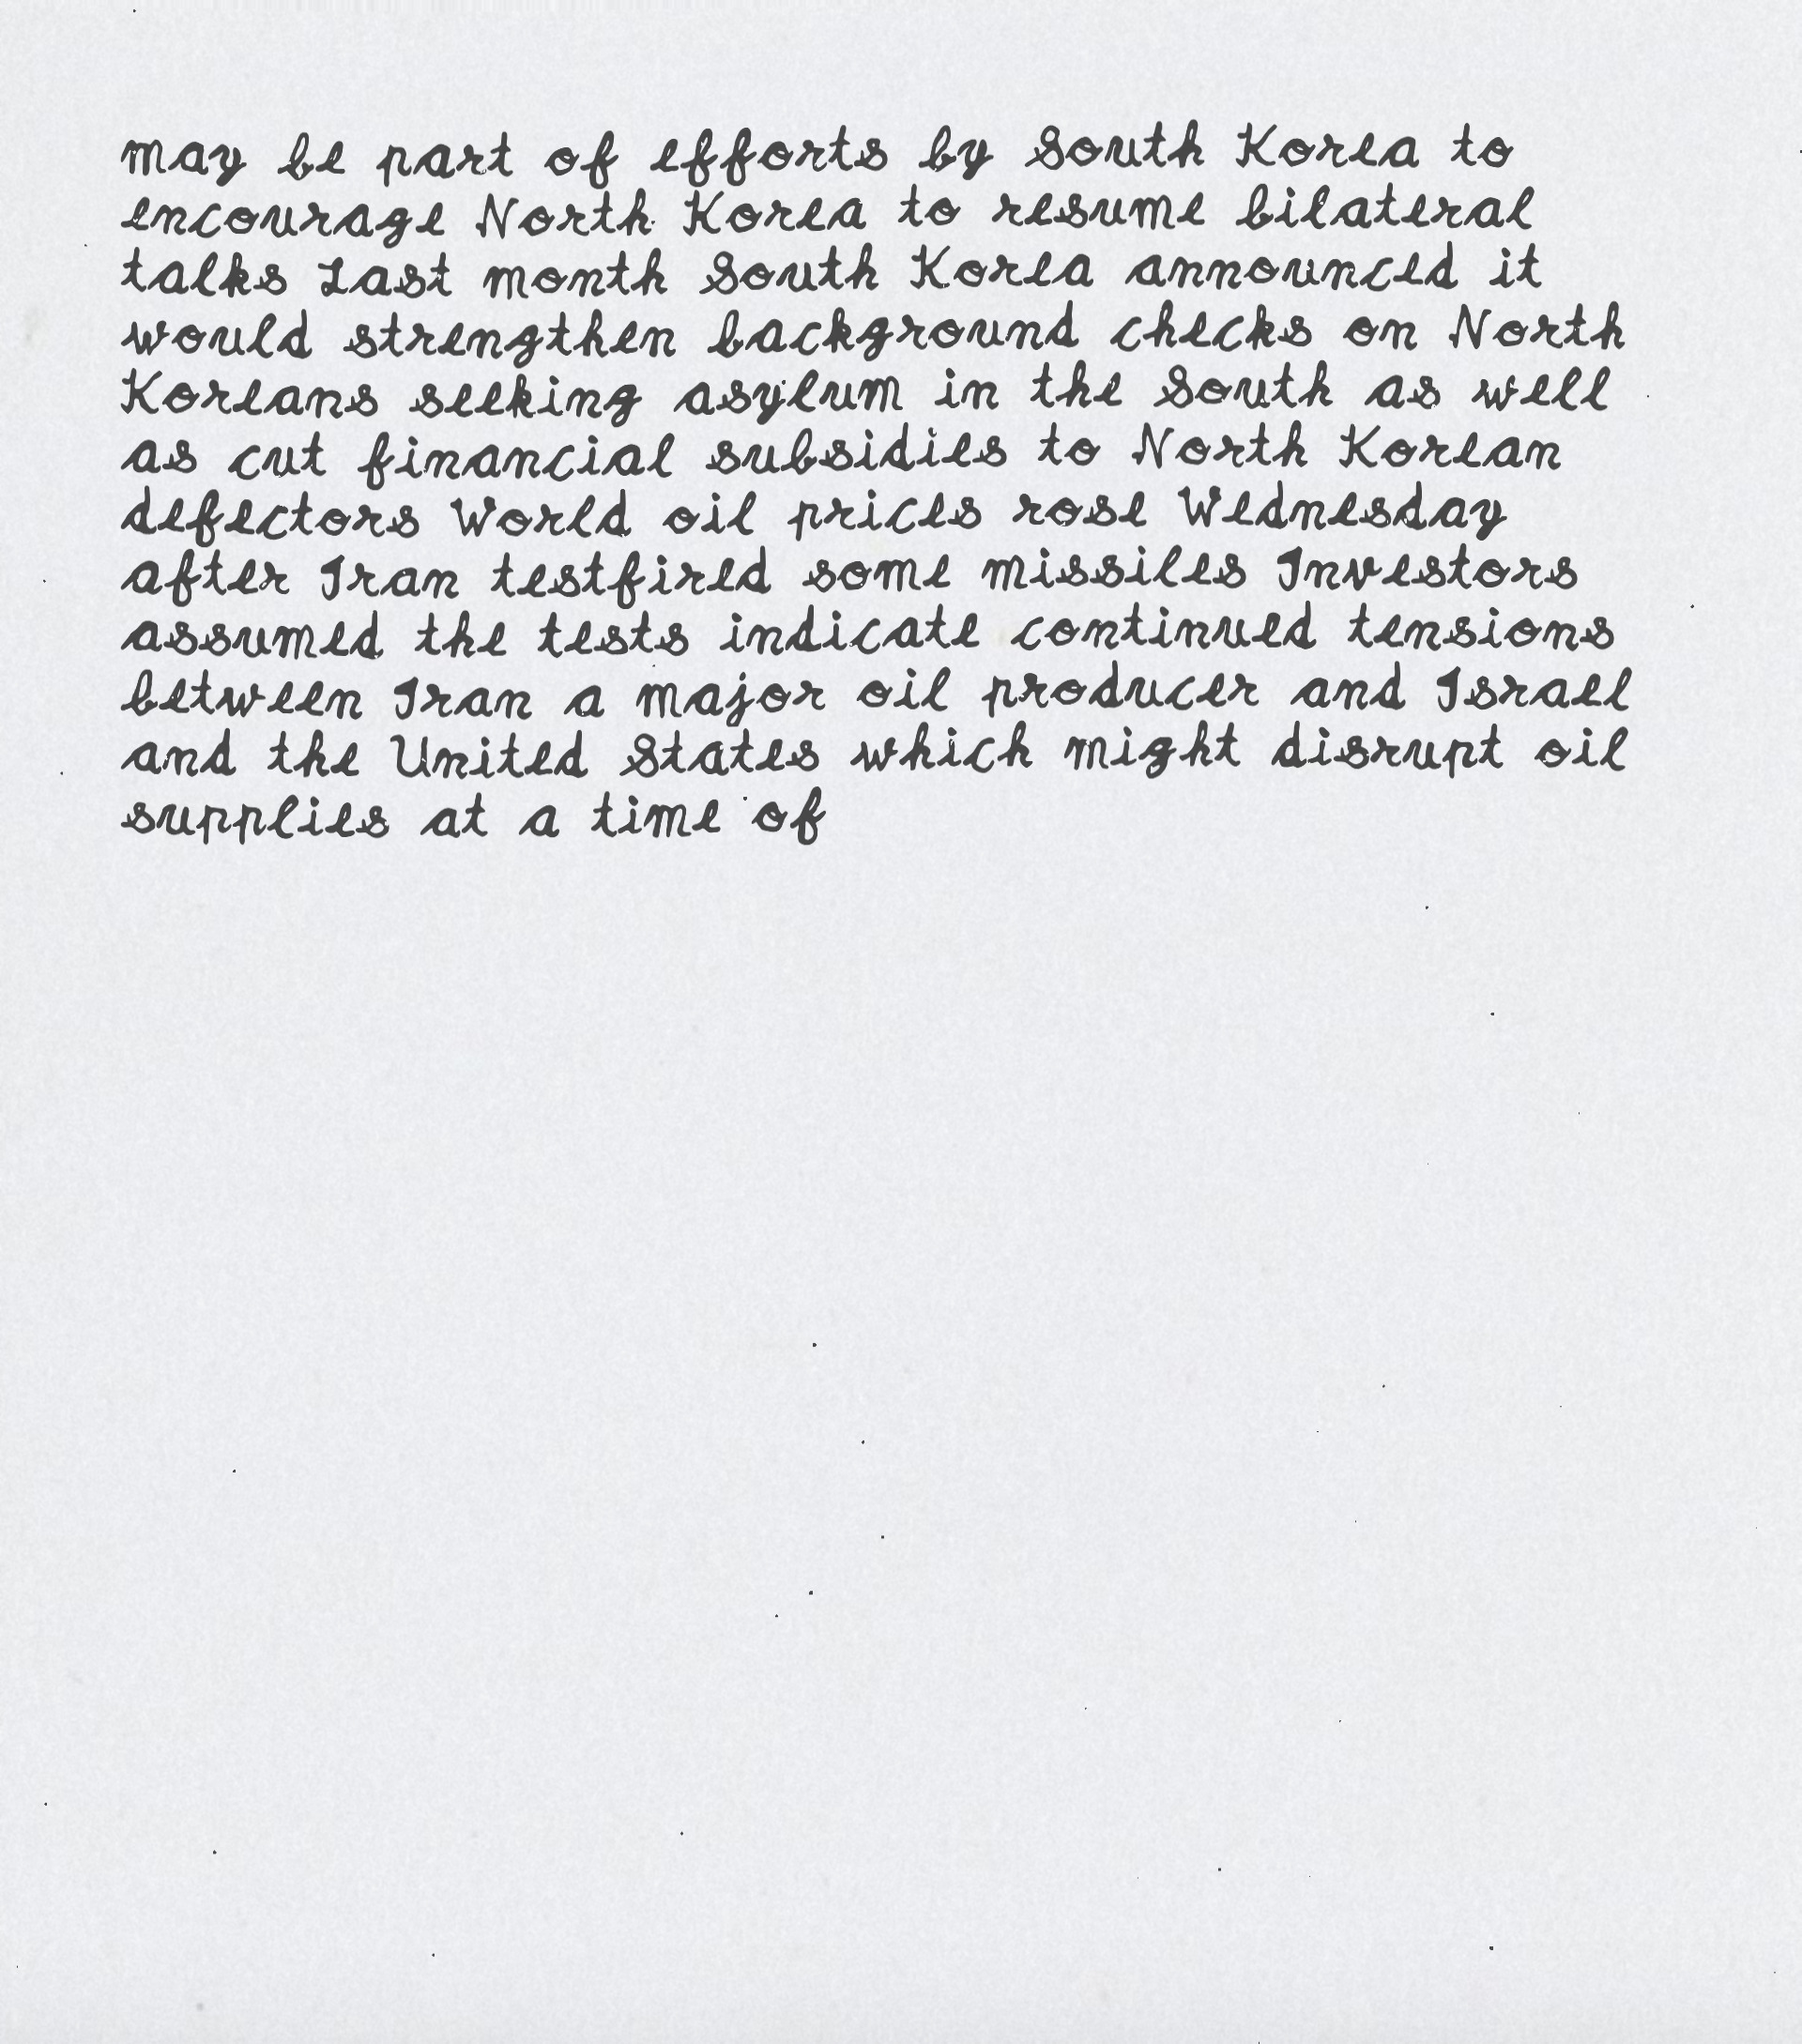 may be part of efforts by South Korea to
encourage North Korea to resume bilateral
talks Last month South Korea announced it
would strengthen background checks on North
Koreans seeking asylum in the South as well
as cut financial subsidies to North Korean
defectors World oil prices rose Wednesday
after Iran testfired some missiles Investors
assumed the tests indicate continued tensions
between Iran a major oil producer and Israel
and the United States which might disrupt oil
supplies at a time of